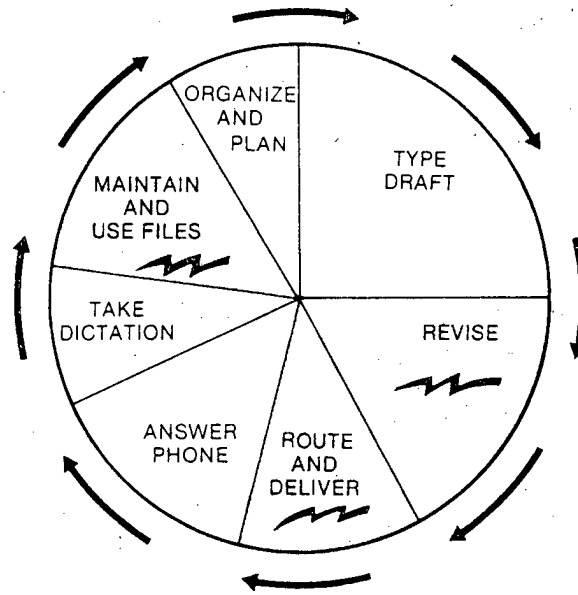 ORGANIZE
AND
PLAN
TYPE
DRAFT
REVISE
ROUTE
AND
DELIVER
ANSWER
PHONE
TAKE
DICTATION
MAINTAIN
AND
USE FILES